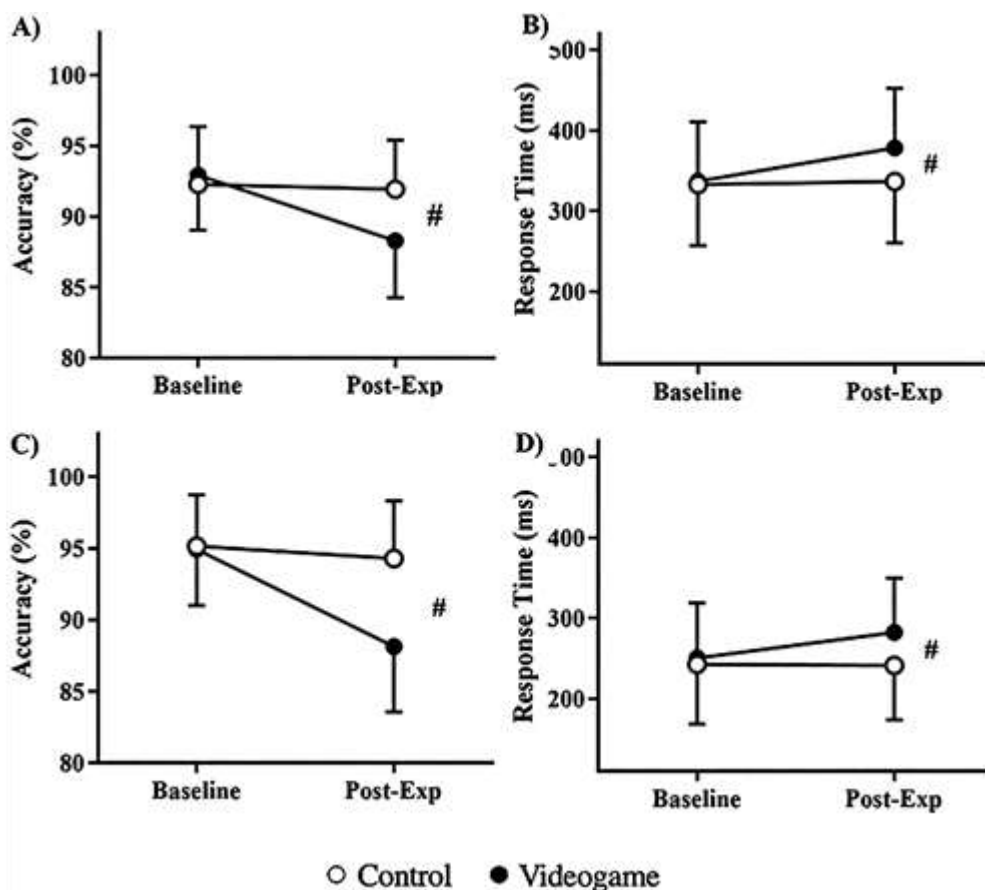 A)
Accuracy (%)
100
95
90
85
80
#
Baseline Post-Exp
B)
Response Time (ms)
500
400
300
200
#
Baseline Post-Exp
C)
Accuracy (%)
100
95
90
85
80
#
Baseline Post-Exp
D)
Response Time (ms)
00
400
300
200
#
Baseline Post-Exp
Control Videogame